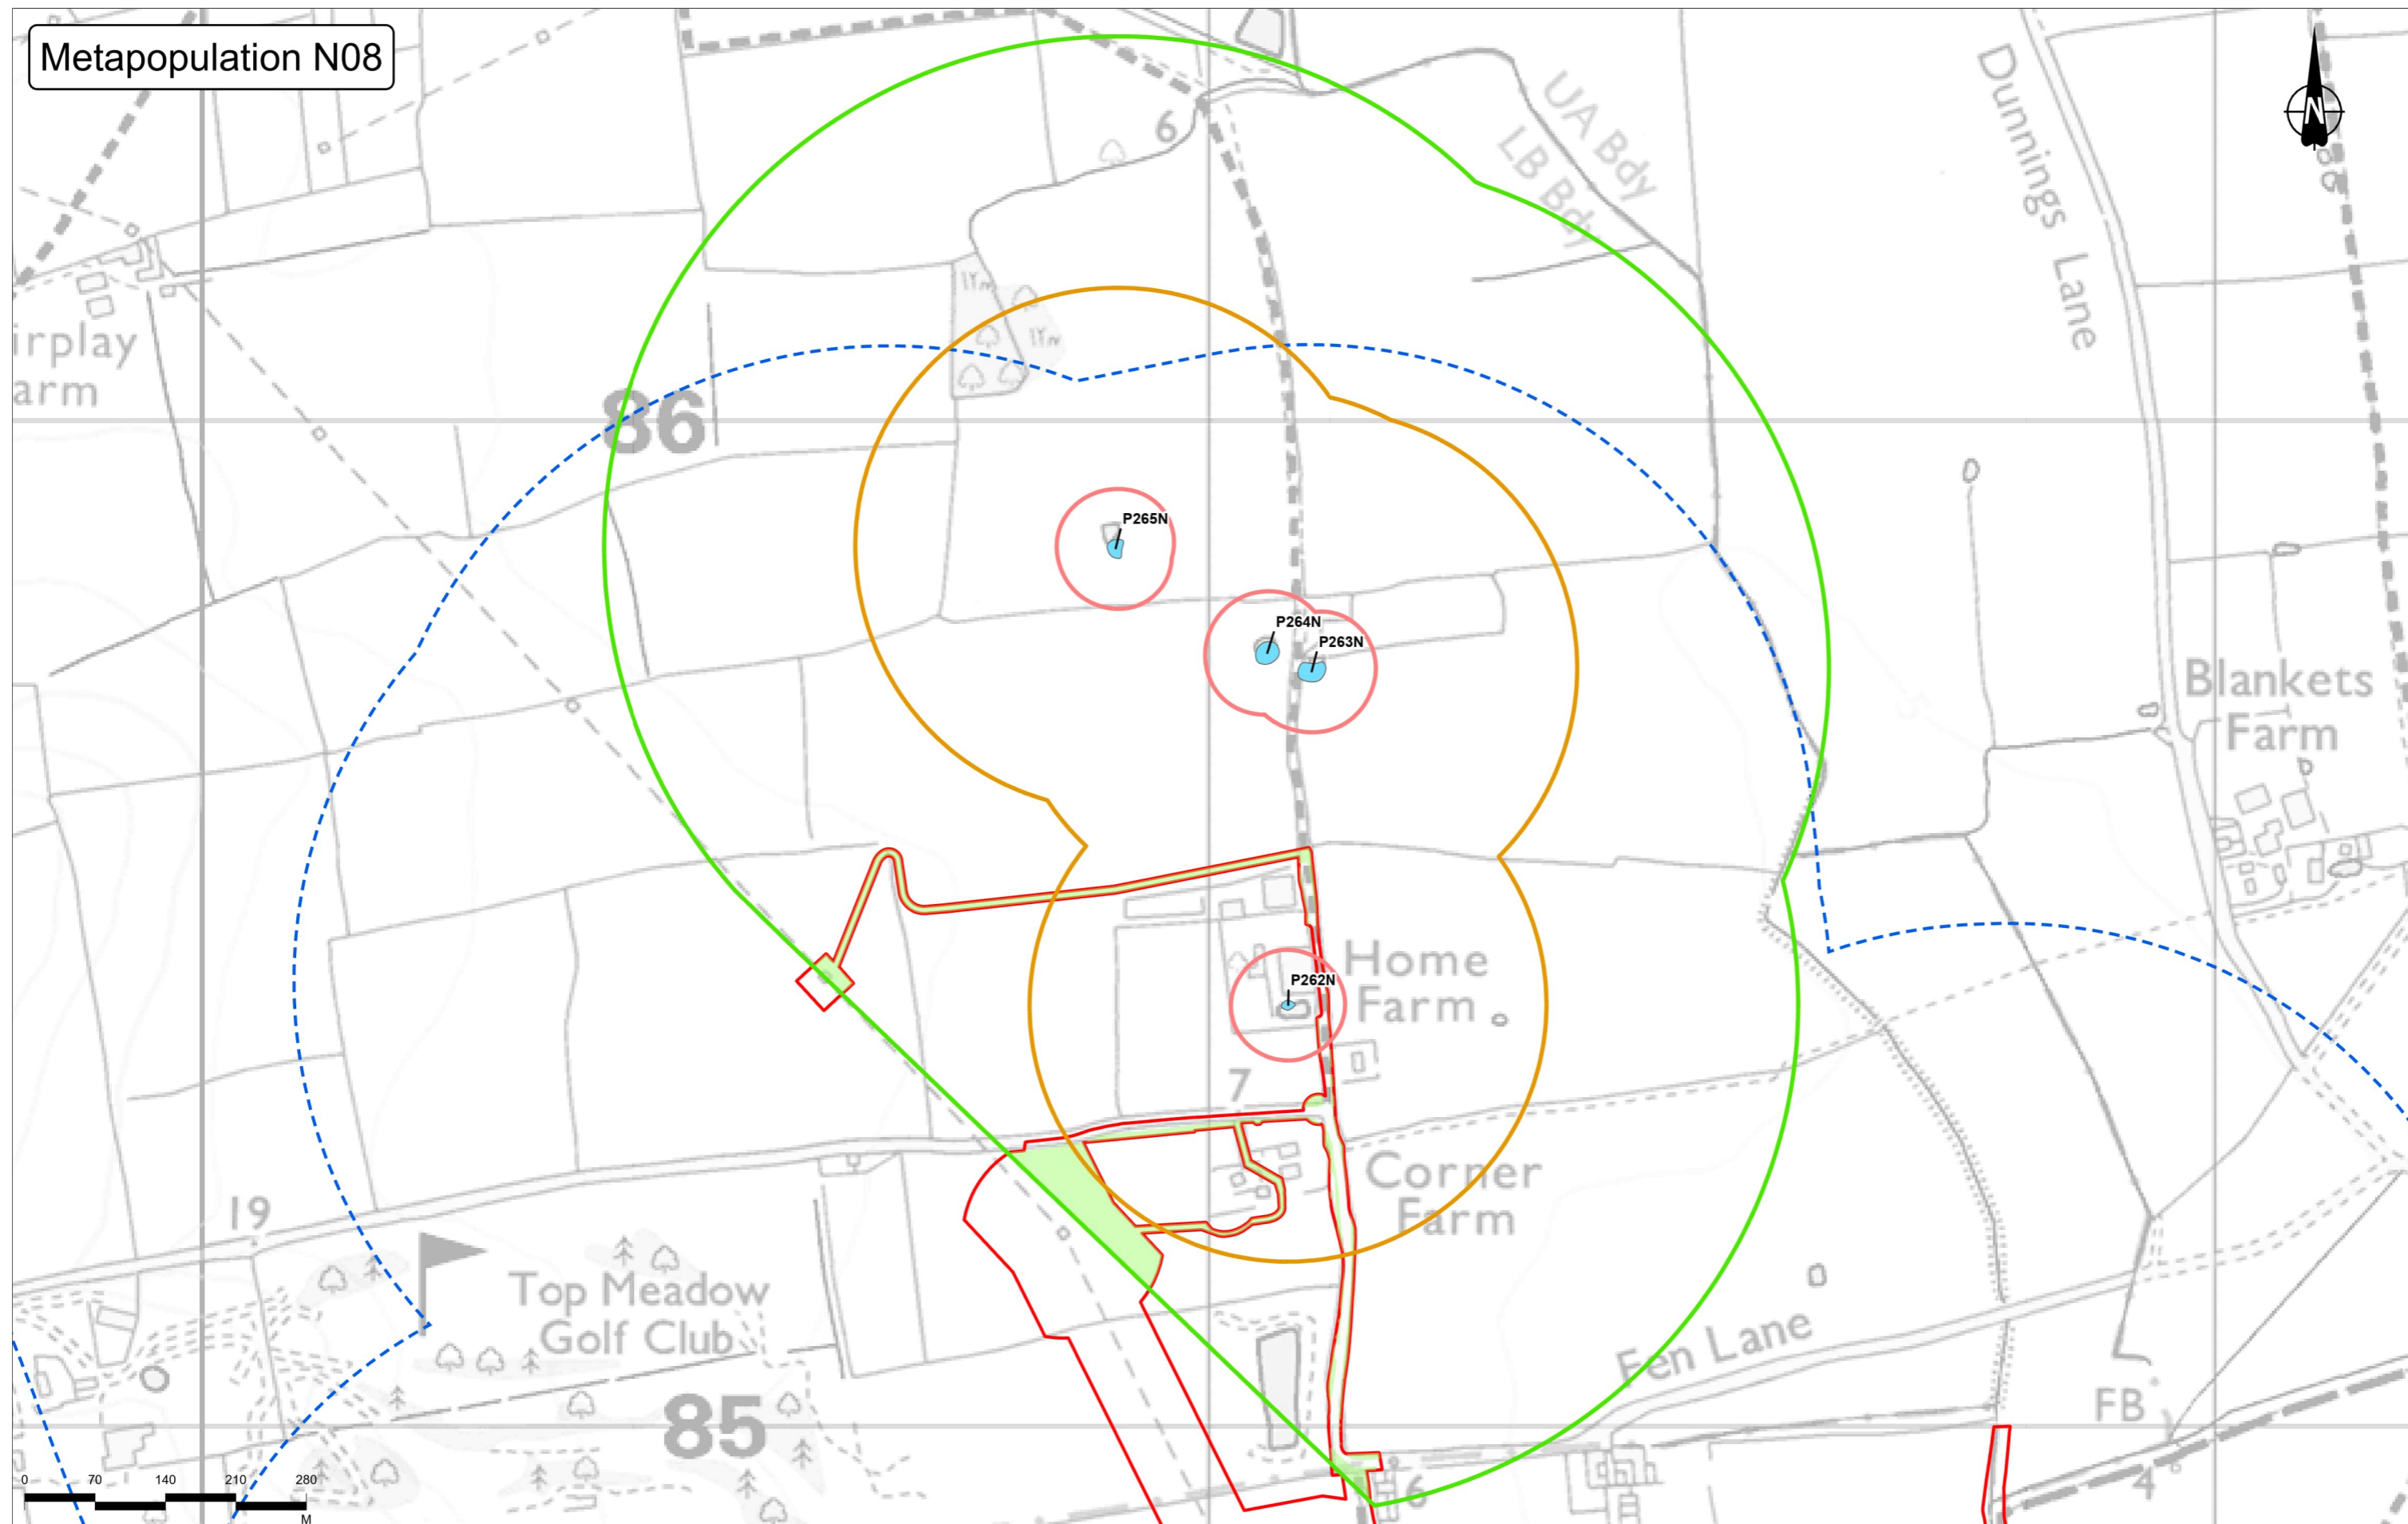 Metapopulation N08
N
6
UA Bdy
LB Bdy
Dunnings Lane
irplay
arm
86
P265N
P264N
P263N
Blankets
Farm
5
Home
Farm
P262N
7
Corner
Farm
19
Top Meadow
Golf Club
Fen Lane
85
FB
4
6
0 70 140 210 280
M